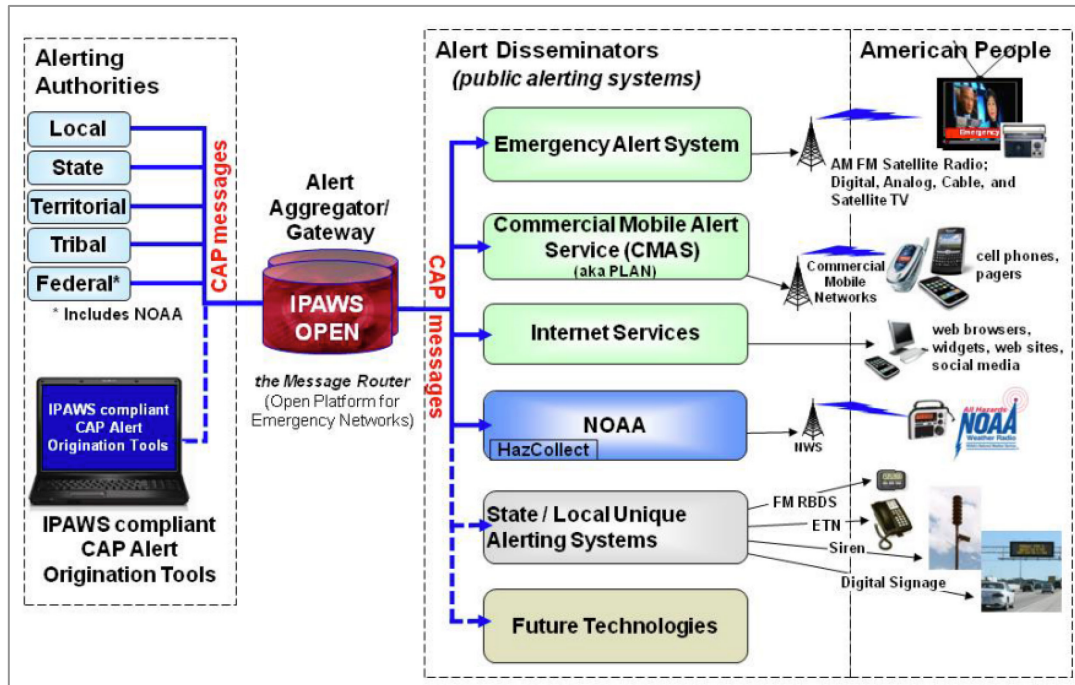 Alerting
Authorities
Local
State
Territorial
Tribal
Federal*
* Includes NOAA
CAP messages
IPAWS compliant
CAP Alert
Origination Tools
IPAWS compliant
CAP Alert
Origination Tools
Alert
Aggregator/
Gateway
IPAWS
OPEN
the Message Router
(Open Platform for
Emergency Networks)
CAP messages
Alert Disseminators
(public alerting systems)
Emergency Alert System
Commercial Mobile Alert
Service (CMAS)
(aka PLAN)
Internet Services
NOAA
HazCollect
State / Local Unique
Alerting Systems
Future Technologies
American People
Emergency
AM FM Satellite Radio;
Digital, Analog, Cable, and
Satellite TV
Commercial
Mobile
Networks
cell phones,
pagers
web browsers,
widgets, web sites,
social media
NWS
All Hazards
NOAA
Weather Radio
FM RBDS
ETN
Siren
Digital Signage